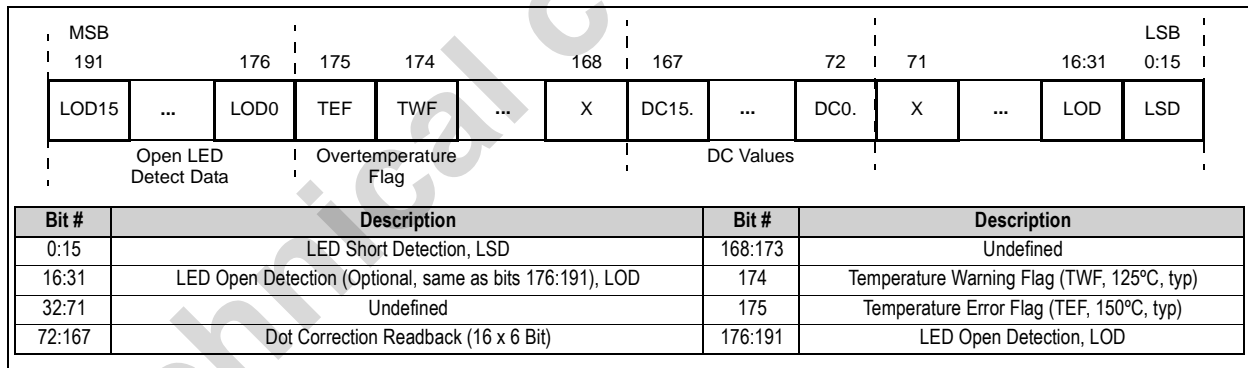 MSB LSB
191 176 175 174 168 167 72 71 16:31 0:15
LOD15 ... LOD0 TEF TWF ... X DC15. ... DC0. X ... LOD LSD
Open LED Detect Data
Overtemperature Flag
DC Values
Bit # Description Bit # Description
0:15 LED Short Detection, LSD 168:173 Undefined
16:31 LED Open Detection (Optional, same as bits 176:191), LOD 174 Temperature Warning Flag (TWF, 125ºC, typ)
32:71 Undefined 175 Temperature Error Flag (TEF, 150ºC, typ)
72:167 Dot Correction Readback (16 x 6 Bit) 176:191 LED Open Detection, LOD